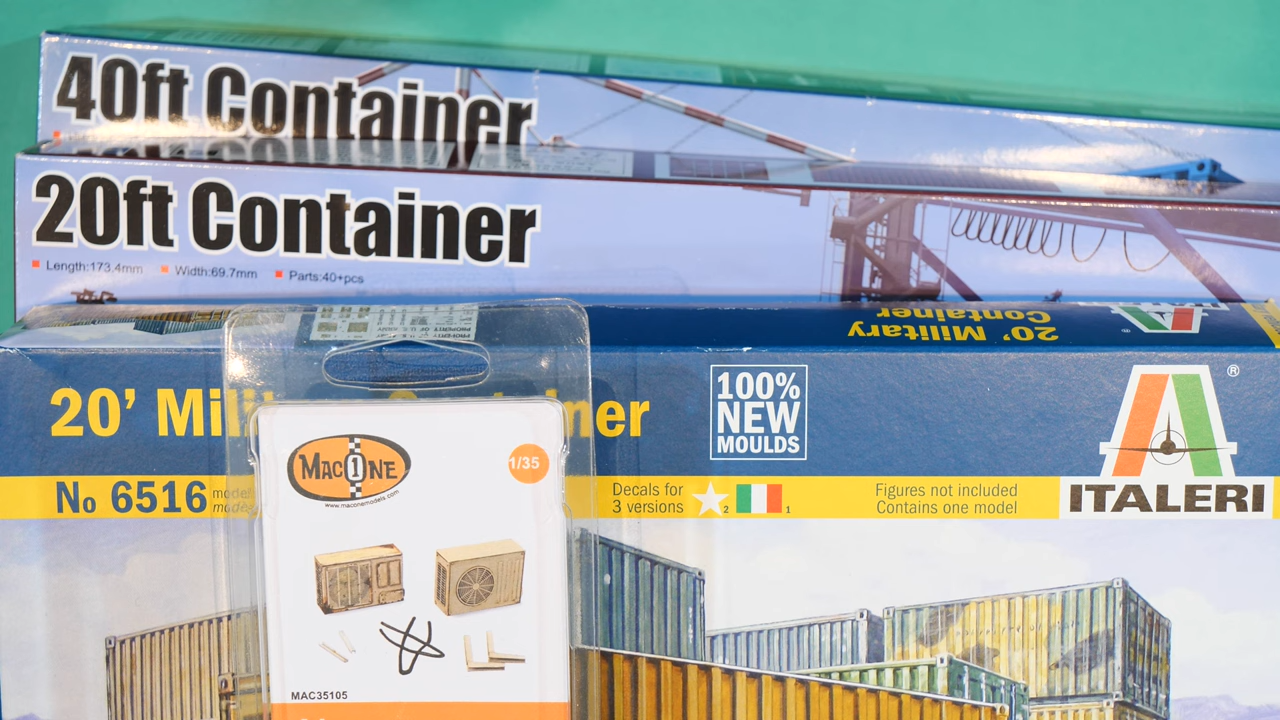 40ft Container
20ft Container
Length:173.4mm Width:69.7mm Parts:40+pcs
20' Military
Container
20' Mili ner
100%
NEW
MOULDS
®
No 6516
Decals for
3 versions
2
1
Figures not included
Contains one model
ITALERI
MAC1NE
www.maconemodels.com
1/35
MAC35105